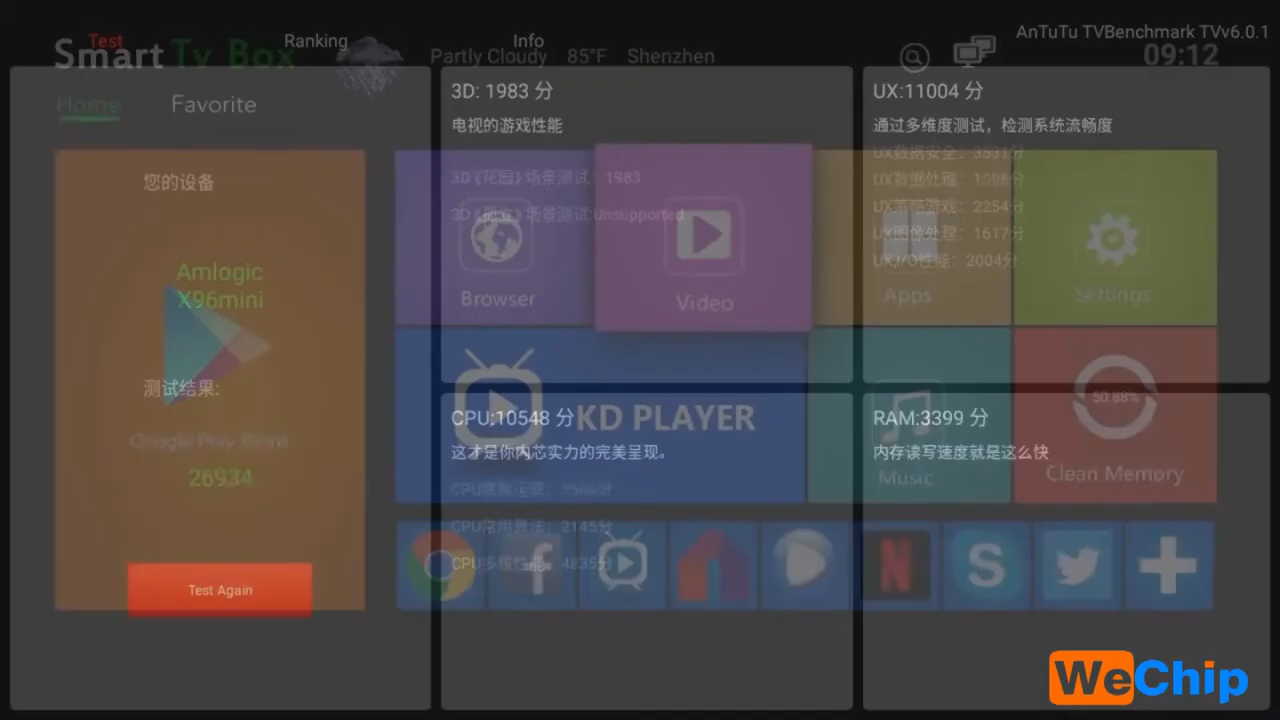 Test
Ranking
Info
AnTuTu TVBenchmark TVv6.0.1
Smart Tv Box
Partly Cloudy 85°F Shenzhen
09:12
Home
Favorite
您的设备
Amlogic
X96mini
测试结果:
Google Play Store
26934
Test Again
3D: 1983 分
电视的游戏性能
3D《花园》场景测试: 1983
3D《孤立》场景测试:Unsupported
UX:11004 分
通过多维度测试，检测系统流畅度
UX数据安全: 3531分
UX数据处理: 1598分
UX策略游戏: 2254分
UX图像处理: 1617分
UX I/O性能: 2004分
Browser
Video
Apps
Settings
CPU:10548 分
这才是你内芯实力的完美呈现。
CPU常用算法: 2145分
CPU多核性能: 4835分
KD PLAYER
RAM:3399 分
内存读写速度就是这么快
Music
50.88%
Clean Memory
WeChip